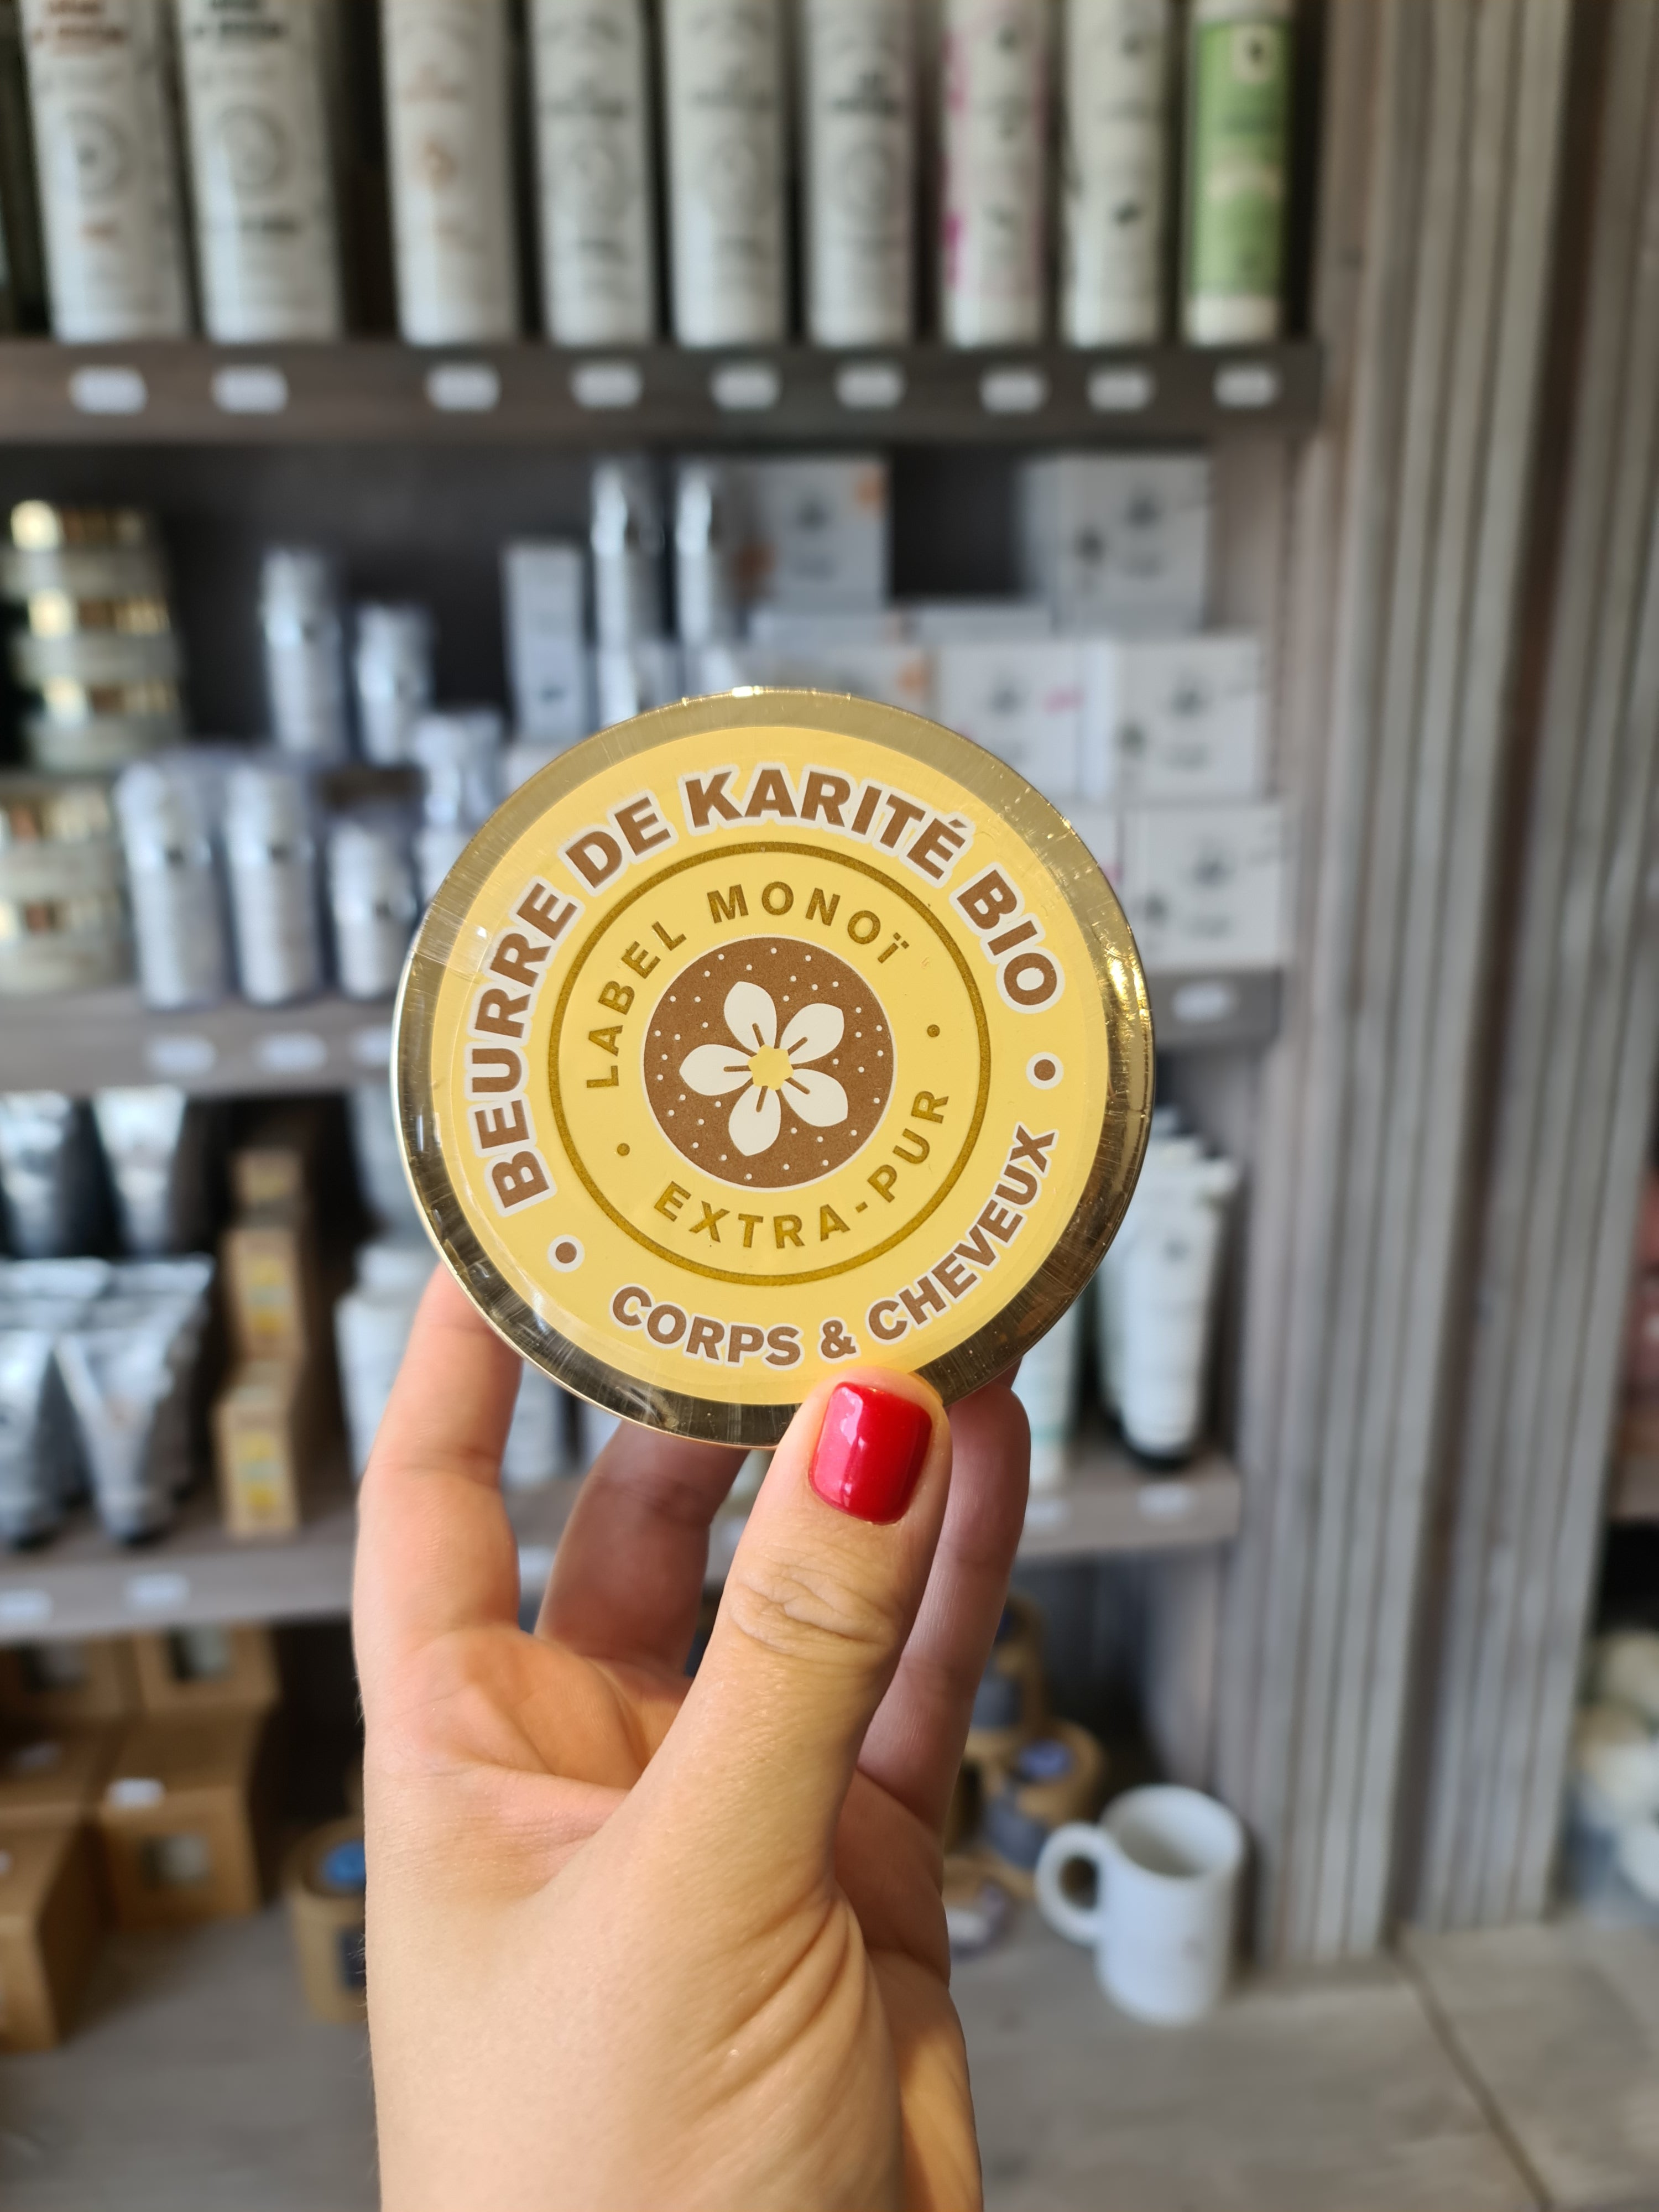 BEURRE DE KARITÉ BIO
CORPS & CHEVEUX
LABEL MONOÏ
EXTRA-PUR